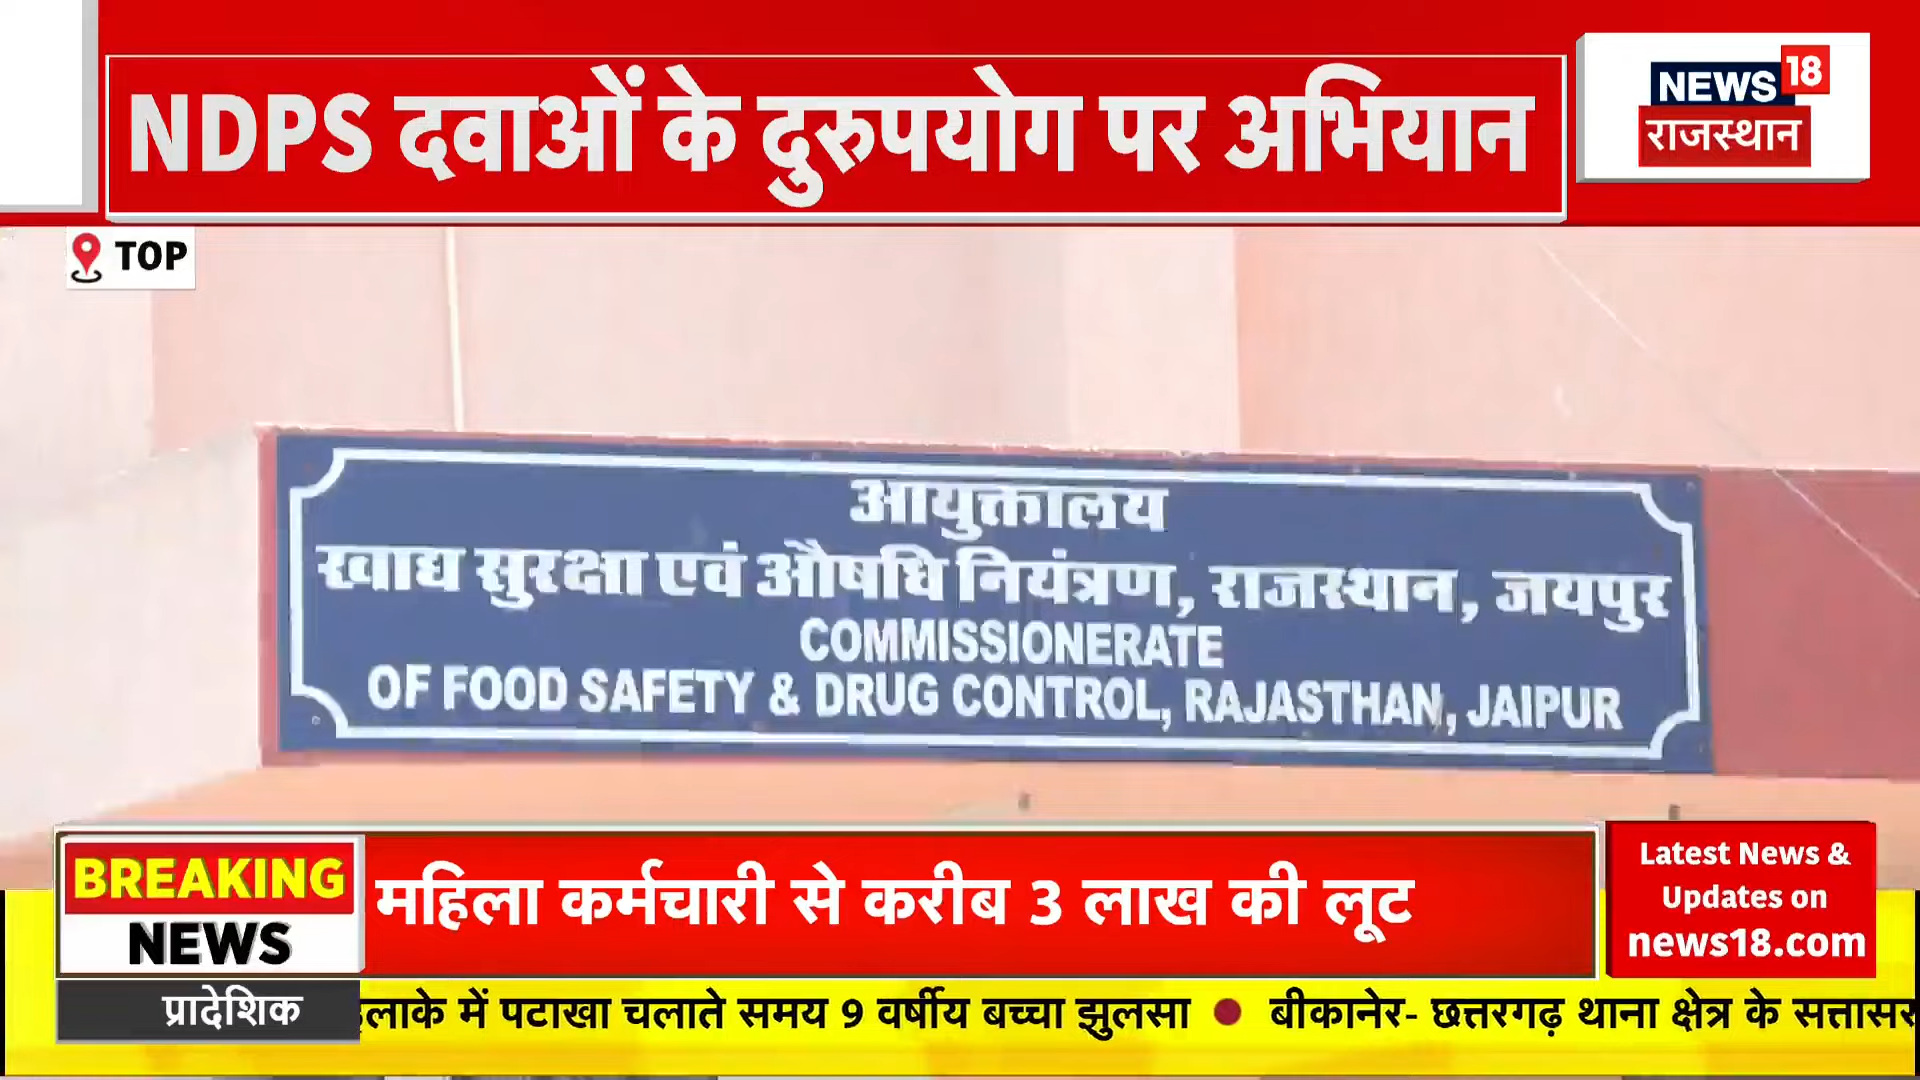 NDPS दवाओं के दुरुपयोग पर अभियान
NEWS 18
राजस्थान
TOP
आयुक्तालय
खाद्य सुरक्षा एवं औषधि नियंत्रण, राजस्थान, जयपुर
COMMISSIONERATE
OF FOOD SAFETY & DRUG CONTROL, RAJASTHAN, JAIPUR
BREAKING
NEWS
महिला कर्मचारी से करीब 3 लाख की लूट
Latest News &
Updates on
news18.com
प्रादेशिक
में पटाखा चलाते समय 9 वर्षीय बच्चा झुलसा ● बीकानेर- छत्तरगढ़ थाना क्षेत्र के